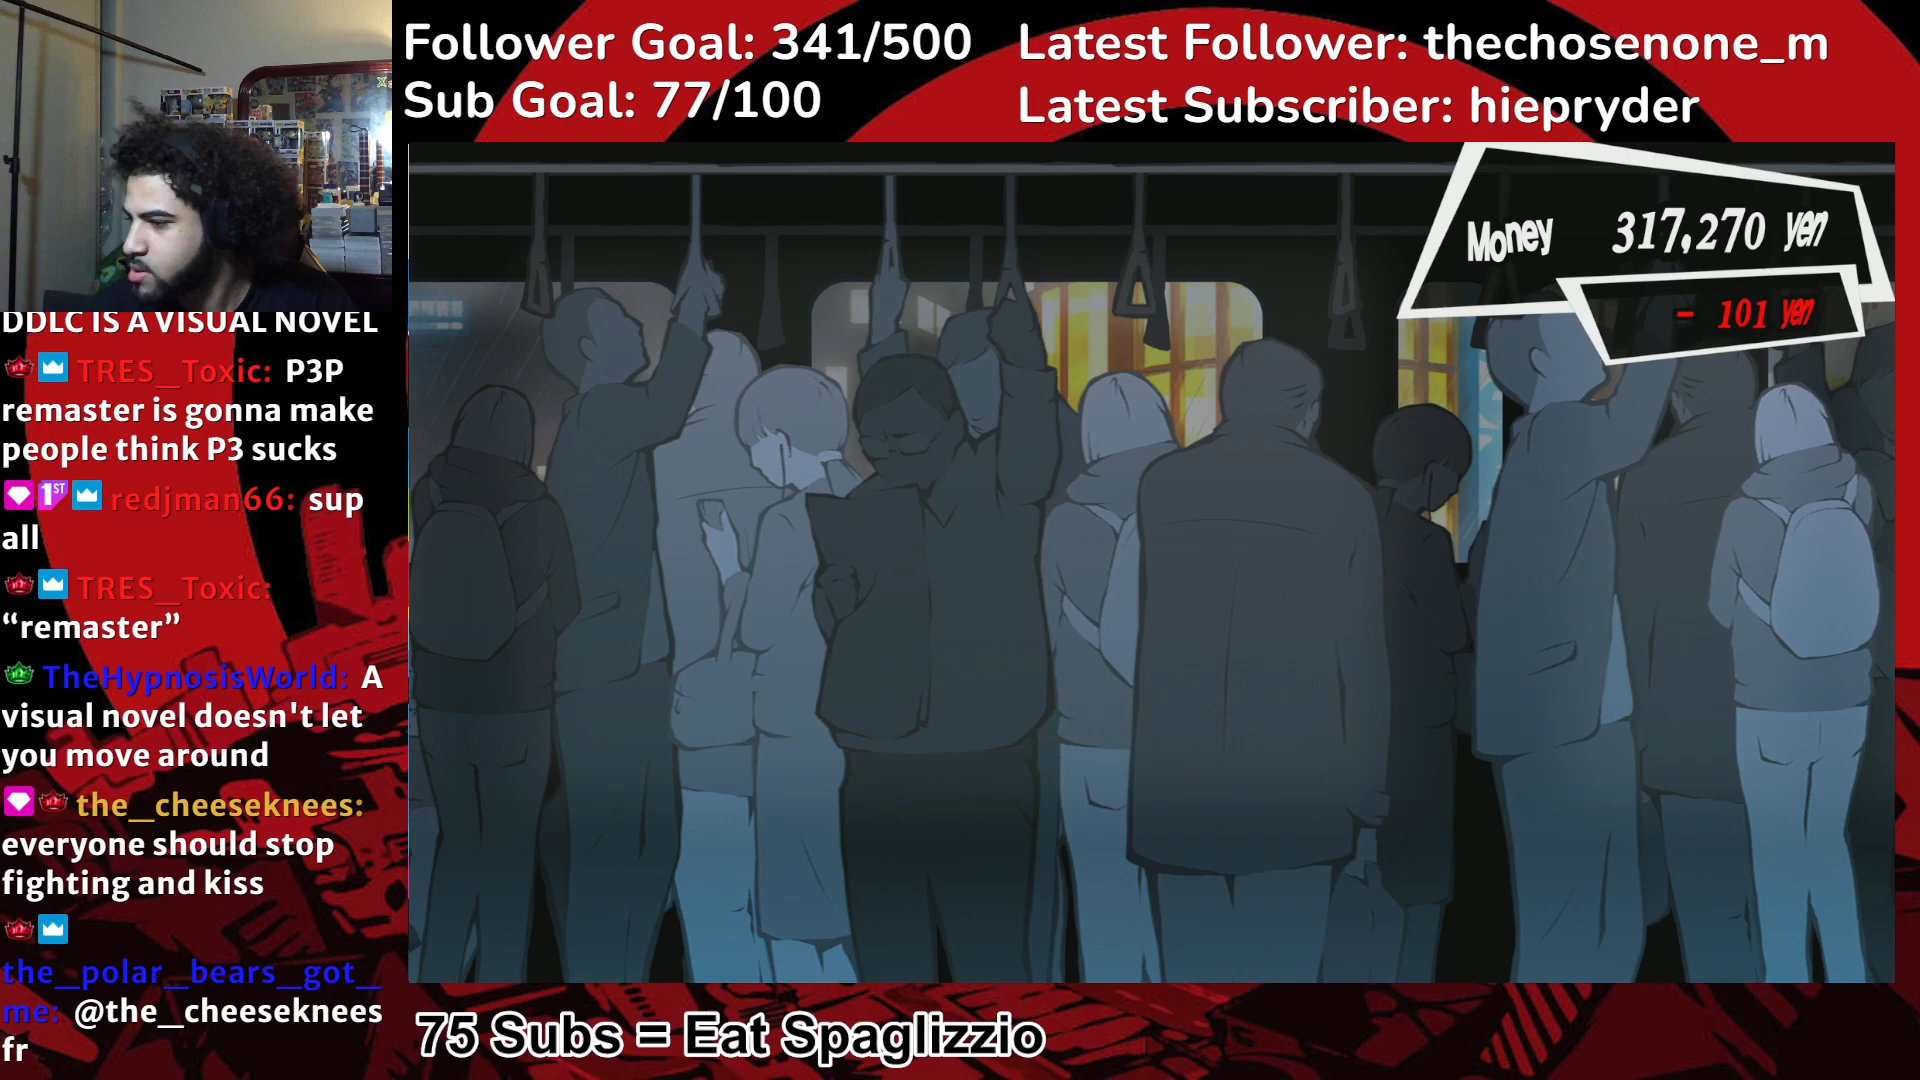 Follower Goal: 341/500
Sub Goal: 77/100
Latest Follower: thechosenone_m
Latest Subscriber: hiepryder
Money 317,270 yen
- 101 yen
DDLC IS A VISUAL NOVEL
TRES_Toxic: P3P
remaster is gonna make
people think P3 sucks
1ST redjman66: sup
all
TRES_Toxic:
“remaster”
TheHypnosisWorld: A
visual novel doesn't let
you move around
the_cheeseknees:
everyone should stop
fighting and kiss
the_polar_bears_got_
me: @the_cheeseknees
fr
75 Subs = Eat Spaglizzio